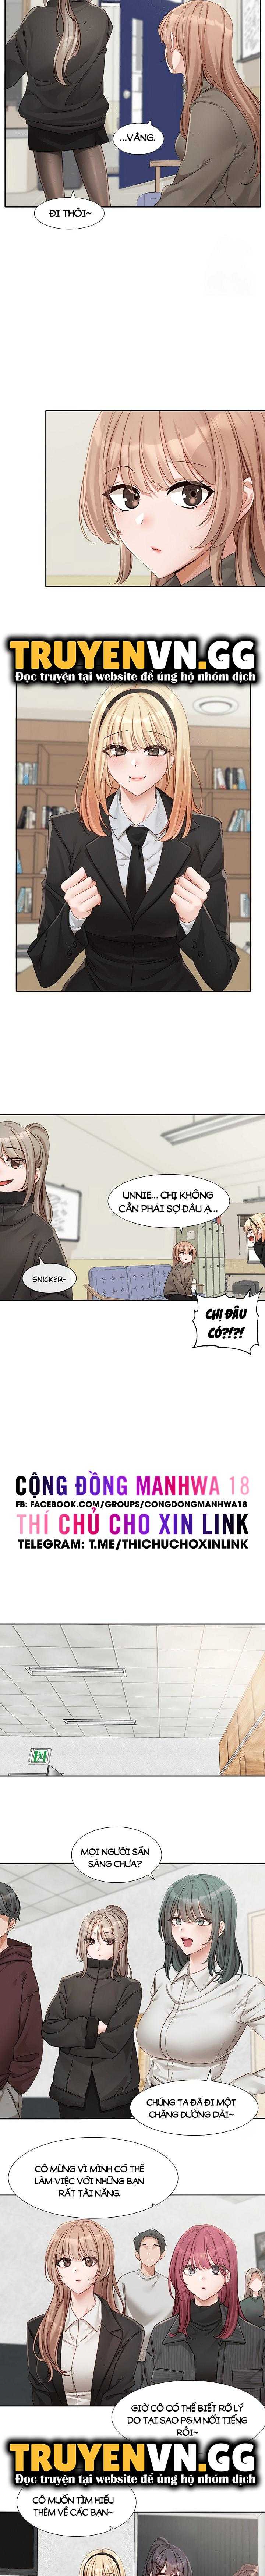 ...VÂNG.
ĐI THÔI~
TRUYENVN.GG
Đọc truyện tại website để ủng hộ nhóm dịch
UNNIE... CHỊ KHÔNG
CẦN PHẢI SỢ ĐÂU Ạ...
SNICKER~
CHỊ ĐÂU
CÓ?!?!
CỘNG ĐỒNG MANHWA 18
FB: FACEBOOK.COM/GROUPS/CONGDONGMANHWA18
THÍ CHỦ CHO XIN LINK
TELEGRAM: T.ME/THICHUCHOXINLINK
MỌI NGƯỜI SẴN
SÀNG CHƯA?
CHÚNG TA ĐÃ ĐI MỘT
CHẶNG ĐƯỜNG DÀI~
CÔ MỪNG VÌ MÌNH CÓ THỂ
LÀM VIỆC VỚI NHỮNG BẠN
RẤT TÀI NĂNG.
GIỜ CÔ CÓ THỂ BIẾT RÕ LÝ
DO TẠI SAO P&M NỔI TIẾNG
RỒI~
TRUYENVN.GG
Đọc truyện tại website để ủng hộ nhóm dịch
CÔ MUỐN TÌM HIỂU
THÊM VỀ CÁC BẠN~